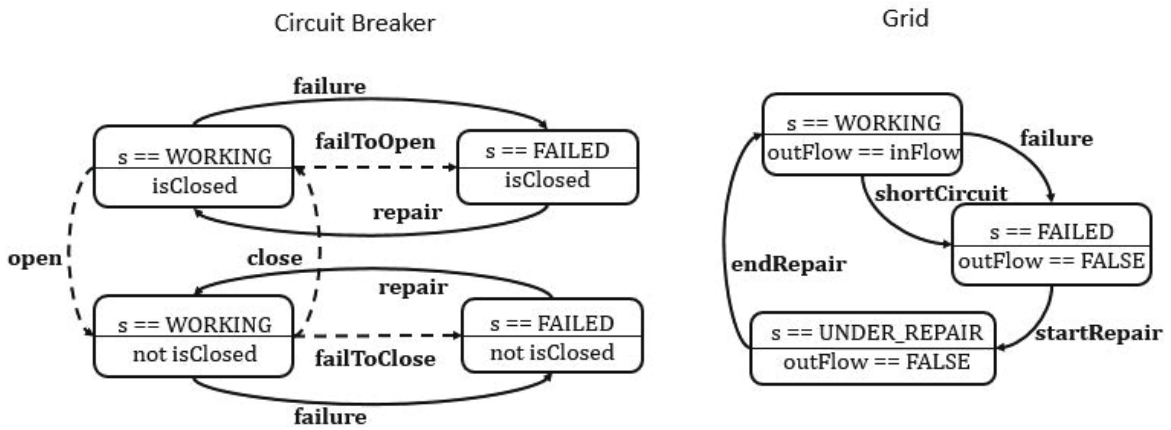 Circuit Breaker
failure
s == WORKING
isClosed
failToOpen
s == FAILED
isClosed
repair
open
close
repair
s == WORKING
not isClosed
failToClose
s == FAILED
not isClosed
failure
Grid
s == WORKING
outFlow == inFlow
failure
shortCircuit
s == FAILED
outFlow == FALSE
endRepair
s == UNDER_REPAIR
outFlow == FALSE
startRepair